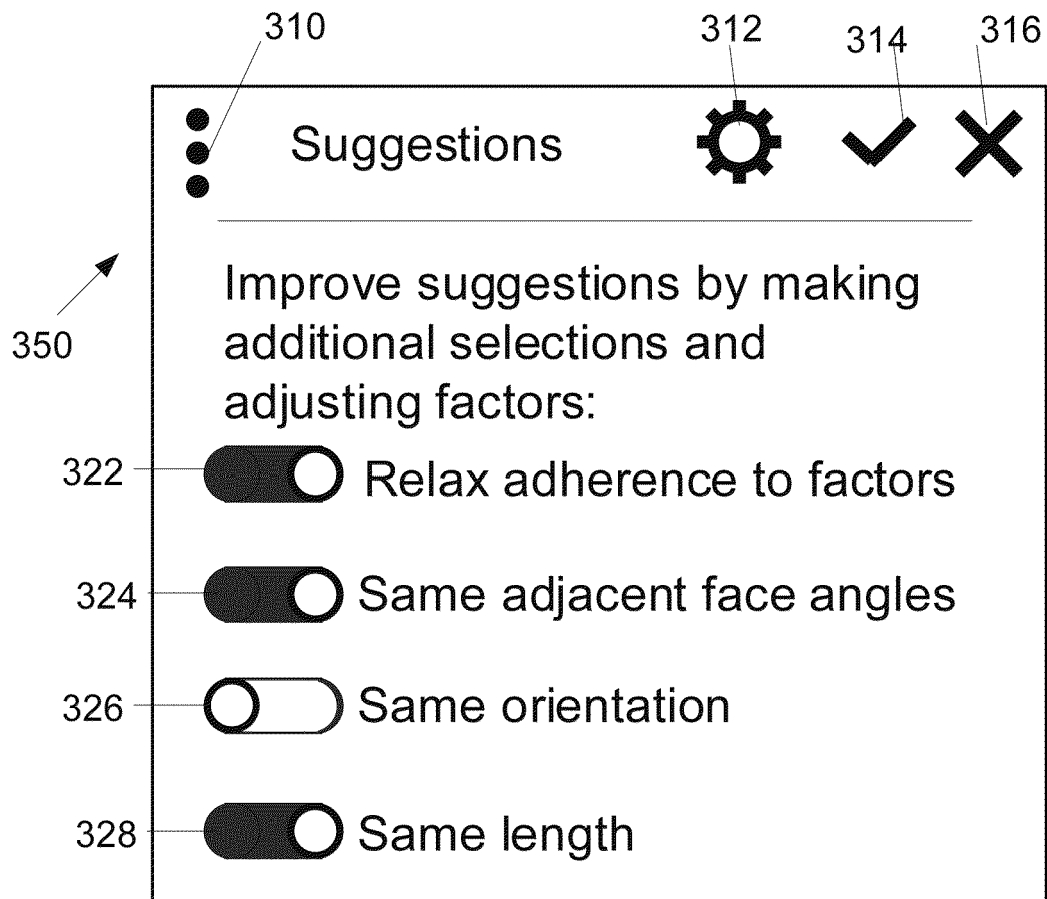 310
312
314
316
Suggestions
Improve suggestions by making
additional selections and
adjusting factors:
350
322
Relax adherence to factors
324
Same adjacent face angles
326
Same orientation
328
Same length